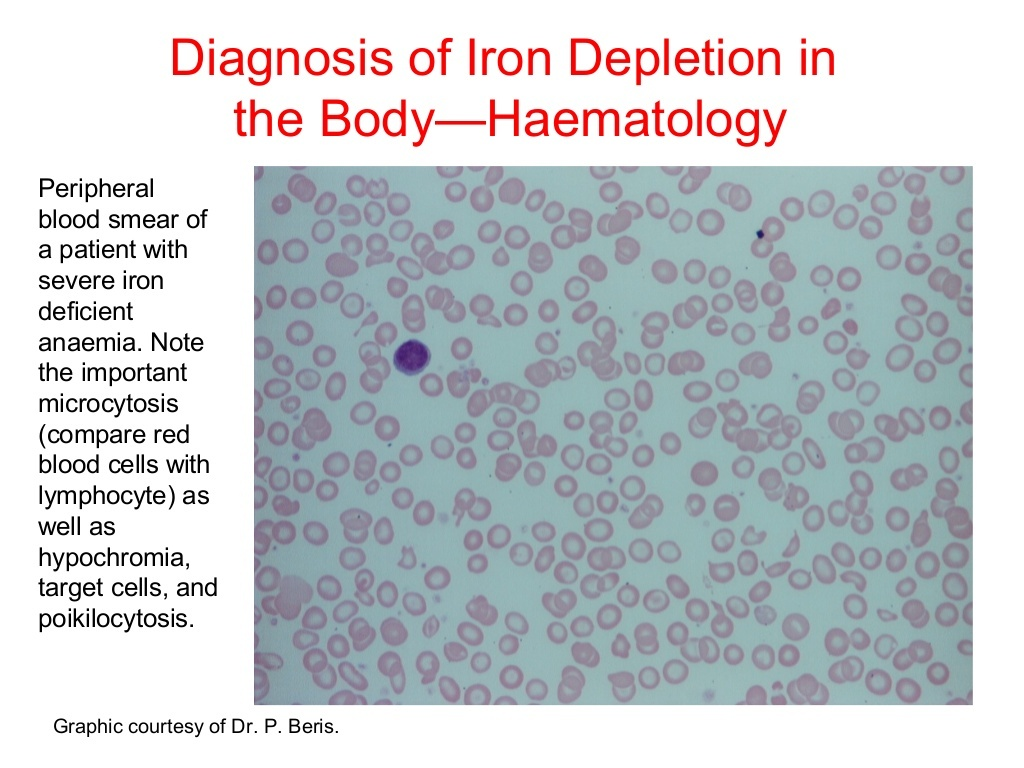 Diagnosis of Iron Depletion in
the Body—Haematology
Peripheral
blood smear of
a patient with
severe iron
deficient
anaemia. Note
the important
microcytosis
(compare red
blood cells with
lymphocyte) as
well as
hypochromia,
target cells, and
poikilocytosis.
Graphic courtesy of Dr. P. Beris.